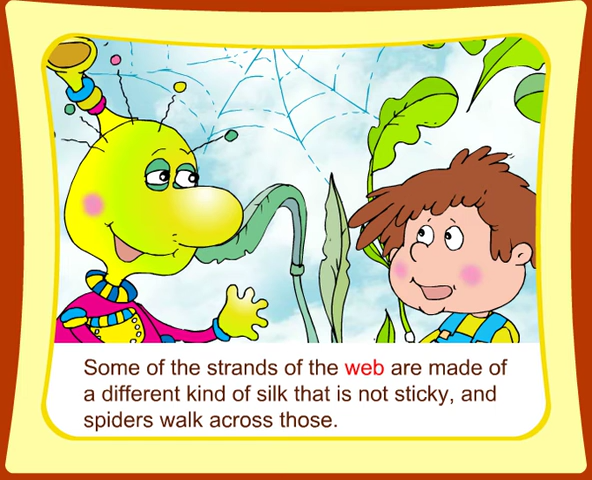 Some of the strands of the web are made of
a different kind of silk that is not sticky, and
spiders walk across those.